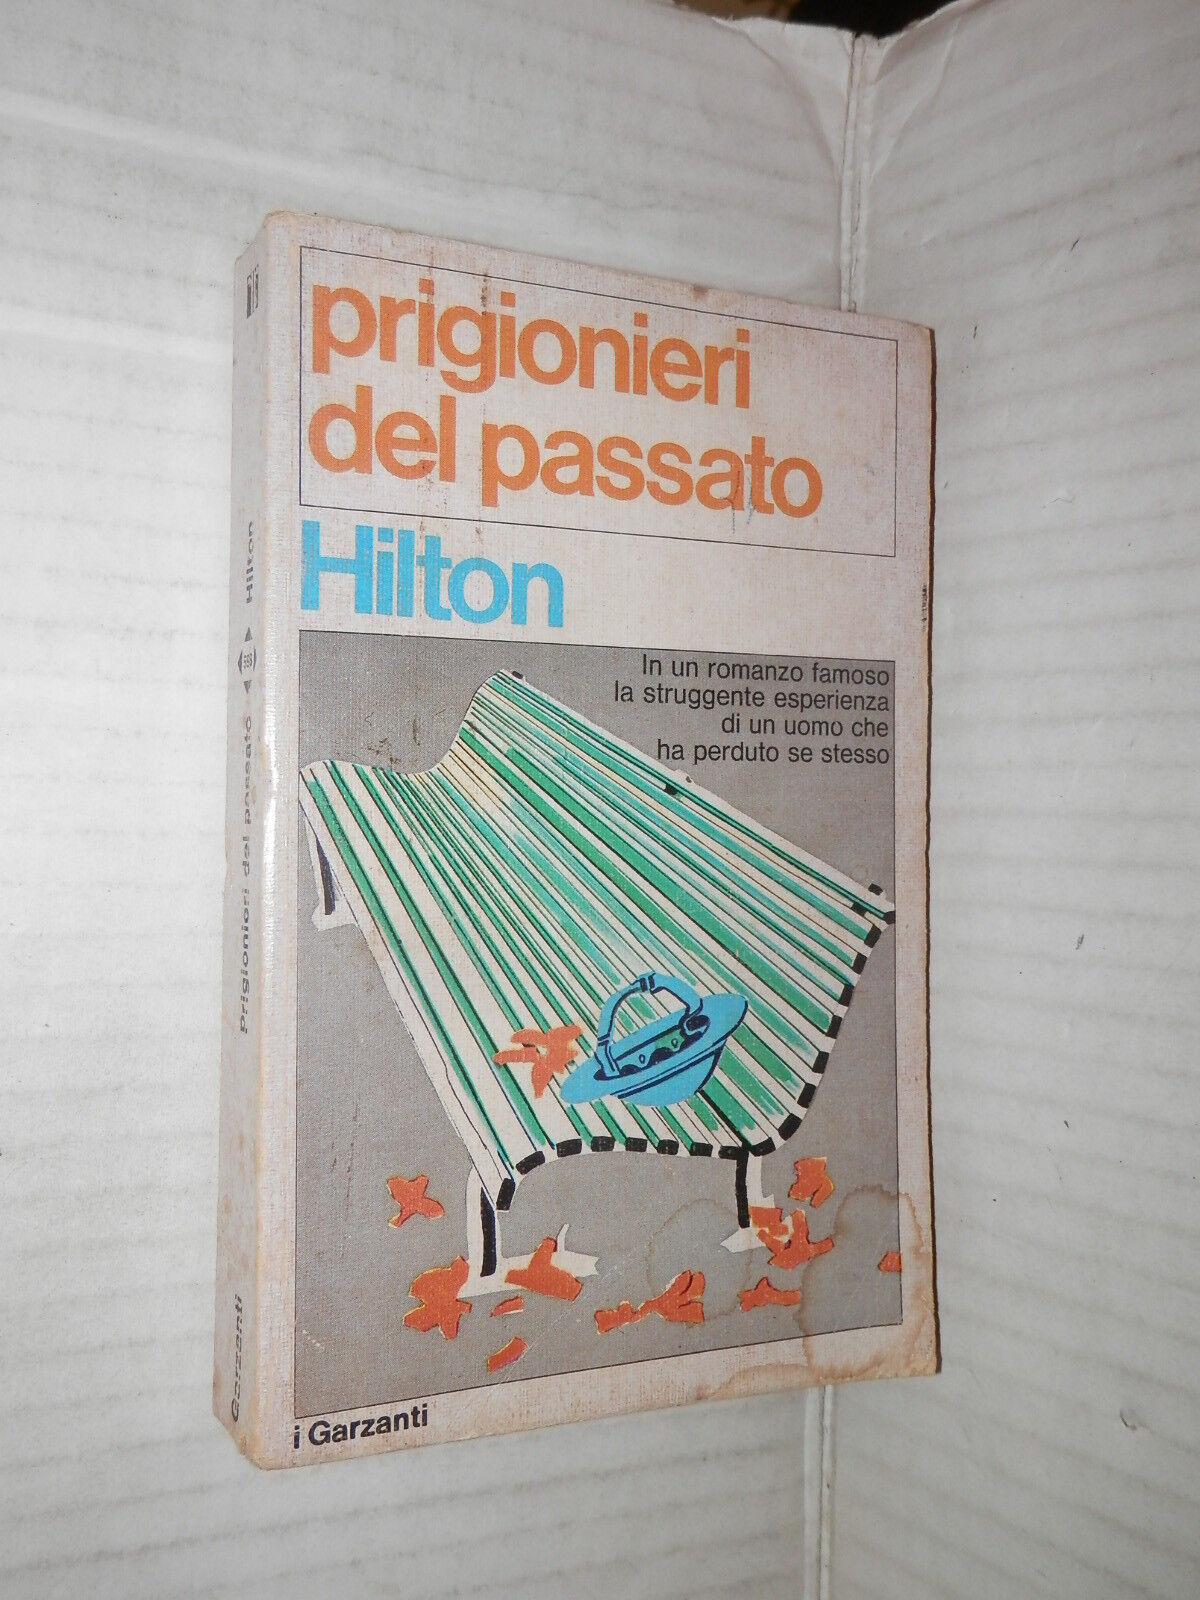 prigionieri
del passato
Hilton
In un romanzo famoso
la struggente esperienza
di un uomo che
ha perduto se stesso
i Garzanti
Garzanti
Prigionieri del passato
Hilton